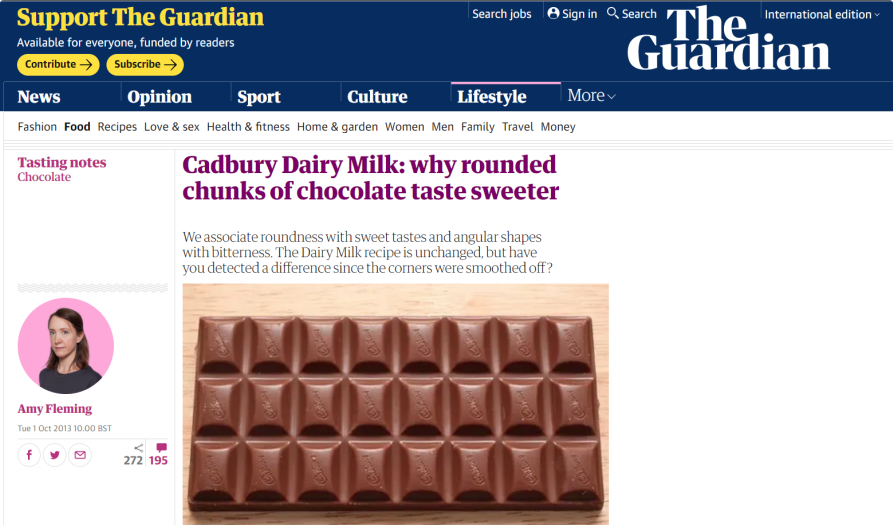 Support The Guardian
Available for everyone, funded by readers
Contribute →
Subscribe →
Search jobs
Sign in
Search
International edition
The
Guardian
News
Opinion
Sport
Culture
Lifestyle
More
Fashion Food Recipes Love & sex Health & fitness Home & garden Women Men Family Travel Money
Tasting notes
Chocolate
Cadbury Dairy Milk: why rounded
chunks of chocolate taste sweeter
We associate roundness with sweet tastes and angular shapes
with bitterness. The Dairy Milk recipe is unchanged, but have
you detected a difference since the corners were smoothed off?
Amy Fleming
Tue 1 Oct 2013 10.00 BST
272
195